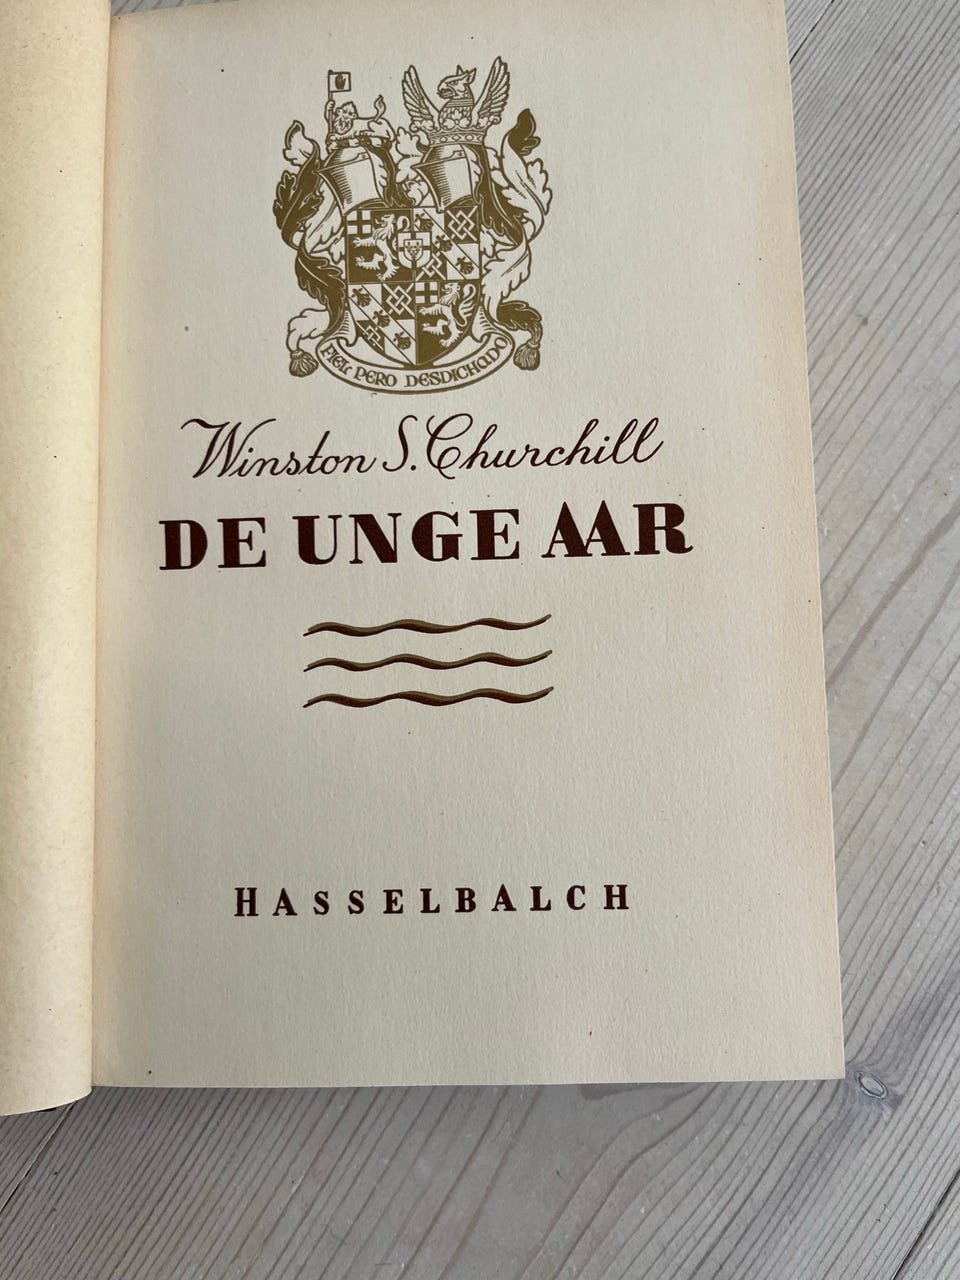 FIEL PERO DESDICHADO
Winston S. Churchill
DE UNGE AAR
HASSELBALCH